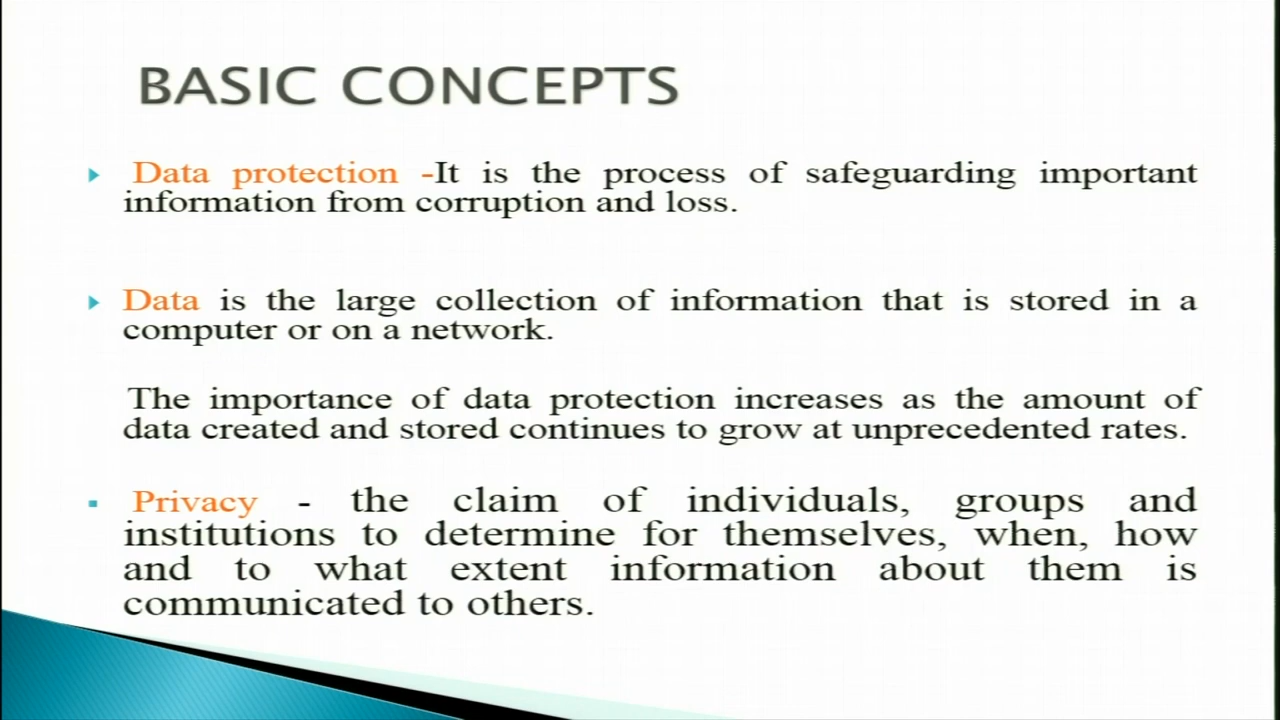 BASIC CONCEPTS
Data protection -It is the process of safeguarding important
information from corruption and loss.
Data is the large collection of information that is stored in a
computer or on a network.
The importance of data protection increases as the amount of
data created and stored continues to grow at unprecedented rates.
Privacy - the claim of individuals, groups and
institutions to determine for themselves, when, how
and to what extent information about them is
communicated to others.